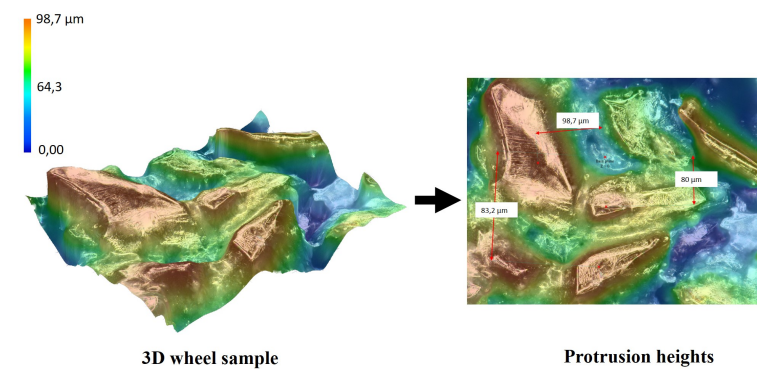 98,7 µm
64,3
0,00
98,7 µm
80 µm
83,2 µm
3D wheel sample
Protrusion heights